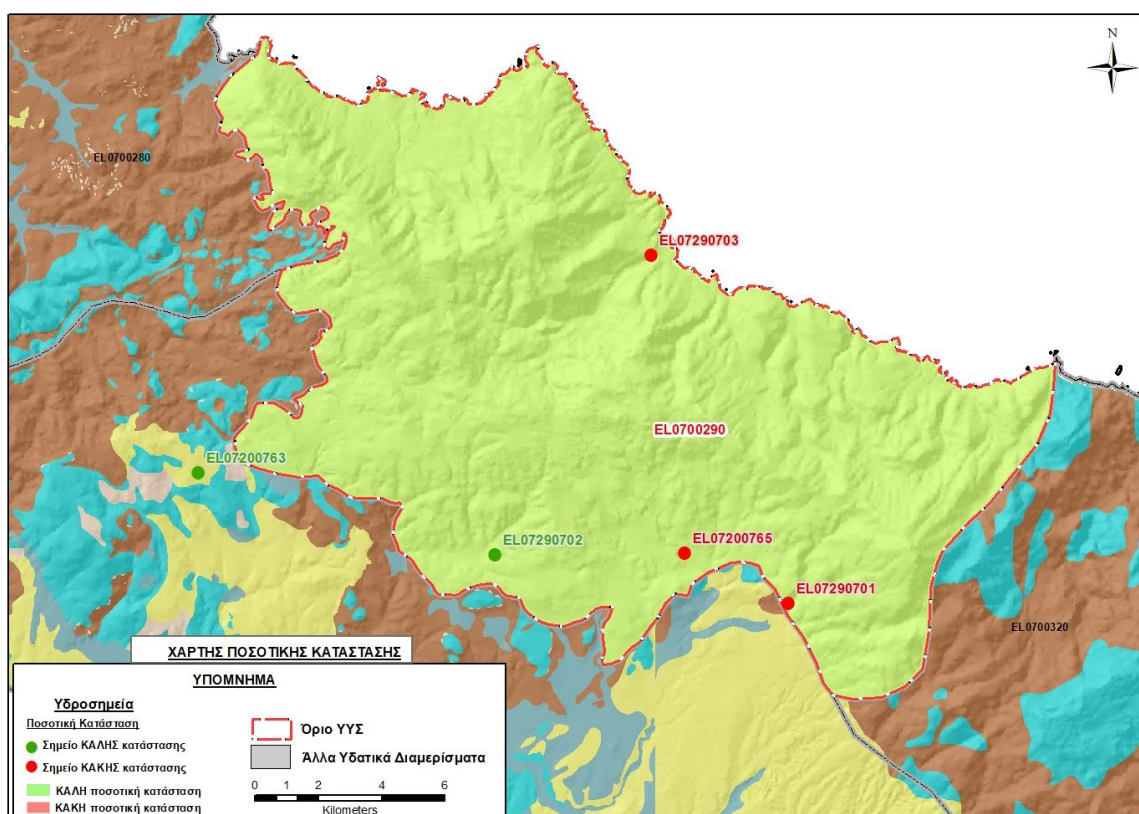 N
EL0700280
EL07290703
EL0700290
EL07200763
EL07290702
EL07200765
EL07290701
EL0700320
ΧΑΡΤΗΣ ΠΟΣΟΤΙΚΗΣ ΚΑΤΑΣΤΑΣΗΣ
ΥΠΟΜΝΗΜΑ
Υδροσημεία
Ποσοτική Κατάσταση
Σημείο ΚΑΛΗΣ κατάστασης
Σημείο ΚΑΚΗΣ κατάστασης
ΚΑΛΗ ποσοτική κατάσταση
ΚΑΚΗ ποσοτική κατάσταση
Όριο ΥΥΣ
Άλλα Υδατικά Διαμερίσματα
0 1 2 4 6
Kilometers